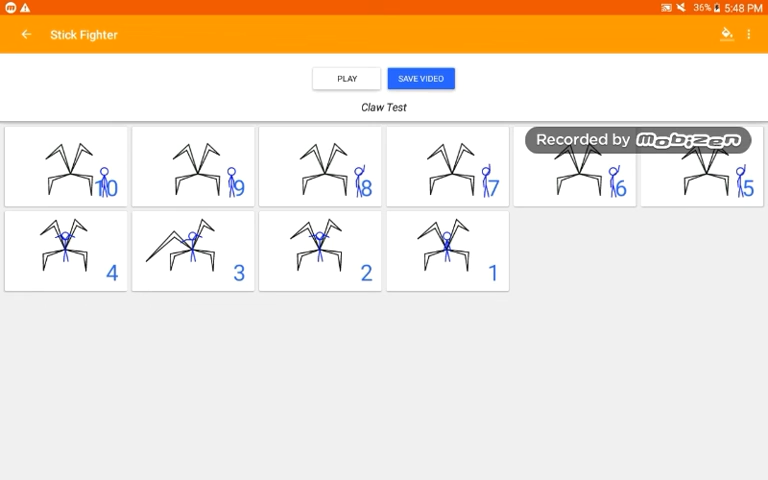 36% 5:48 PM
Stick Fighter
PLAY SAVE VIDEO
Claw Test
Recorded by mobizen
10 9 8 7 6 5
4 3 2 1